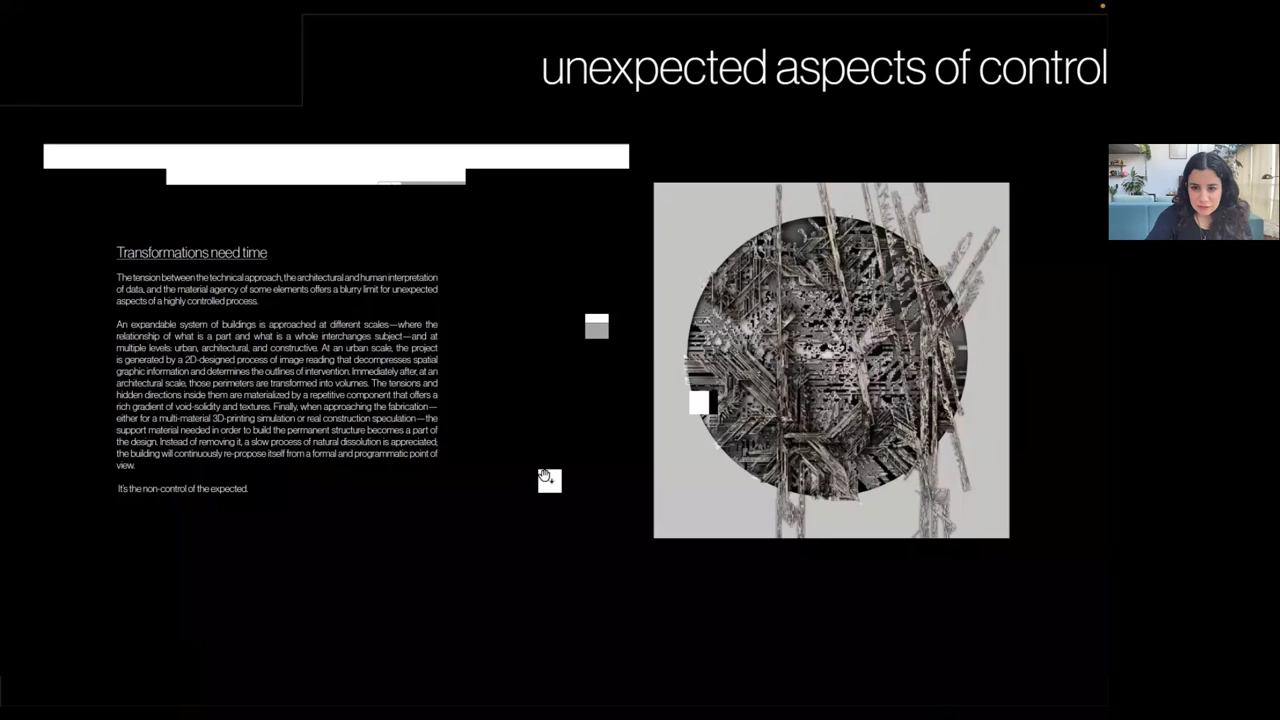 unexpected aspects of control
Transformations need time
The tension between the technical approach, the architectural and human interpretation
of data, and the material agency of some elements offers a blurry limit for unexpected
aspects of a highly controlled process.
An expandable system of buildings is approached at different scales—where the
relationship of what is a part and what is a whole interchanges subject—and at
multiple levels: urban, architectural, and constructive. At an urban scale, the project
is generated by a 2D-designed process of image reading that decompresses spatial
graphic information and determines the outlines of intervention. Immediately after, at an
architectural scale, those perimeters are transformed into volumes. The tensions and
hidden directions inside them are materialized by a repetitive component that offers a
rich gradient of void-solidity and textures. Finally, when approaching the fabrication—
either for a multi-material 3D-printing simulation or real construction speculation—the
support material needed in order to build the permanent structure becomes a part of
the design. Instead of removing it, a slow process of natural dissolution is appreciated;
the building will continuously re-propose itself from a formal and programmatic point of
view.
It's the non-control of the expected.